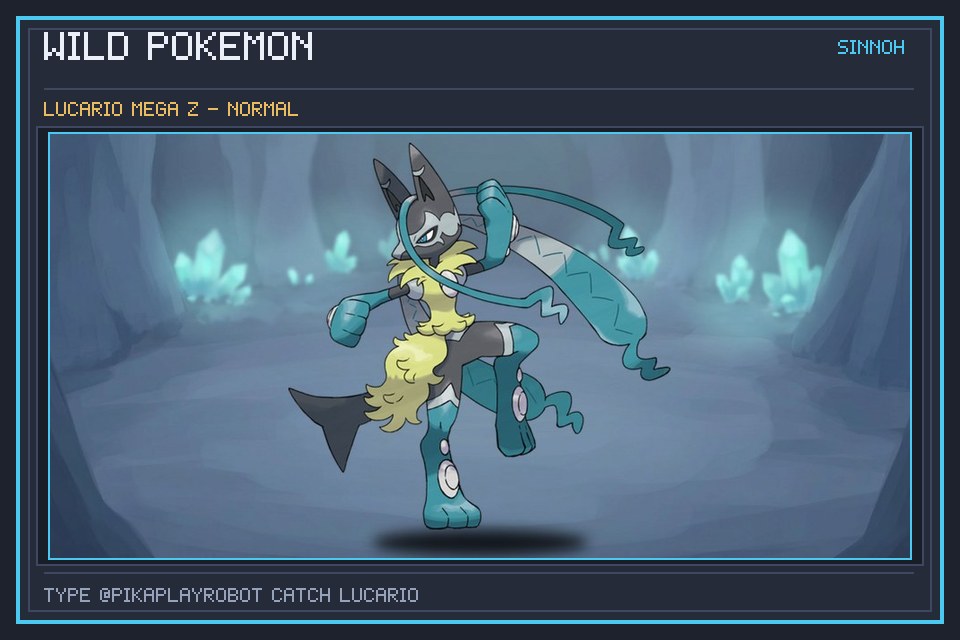 WILD POKEMON
SINNOH
LUCARIO MEGA Z - NORMAL
TYPE @PIKAPLAYROBOT CATCH LUCARIO